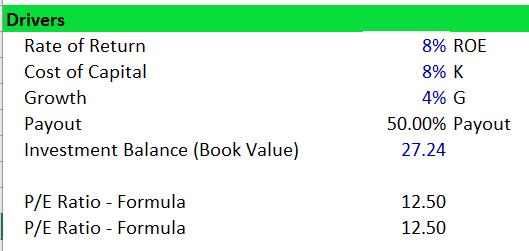 Drivers
Rate of Return 8% ROE
Cost of Capital 8% K
Growth 4% G
Payout 50.00% Payout
Investment Balance (Book Value) 27.24
P/E Ratio - Formula 12.50
P/E Ratio - Formula 12.50